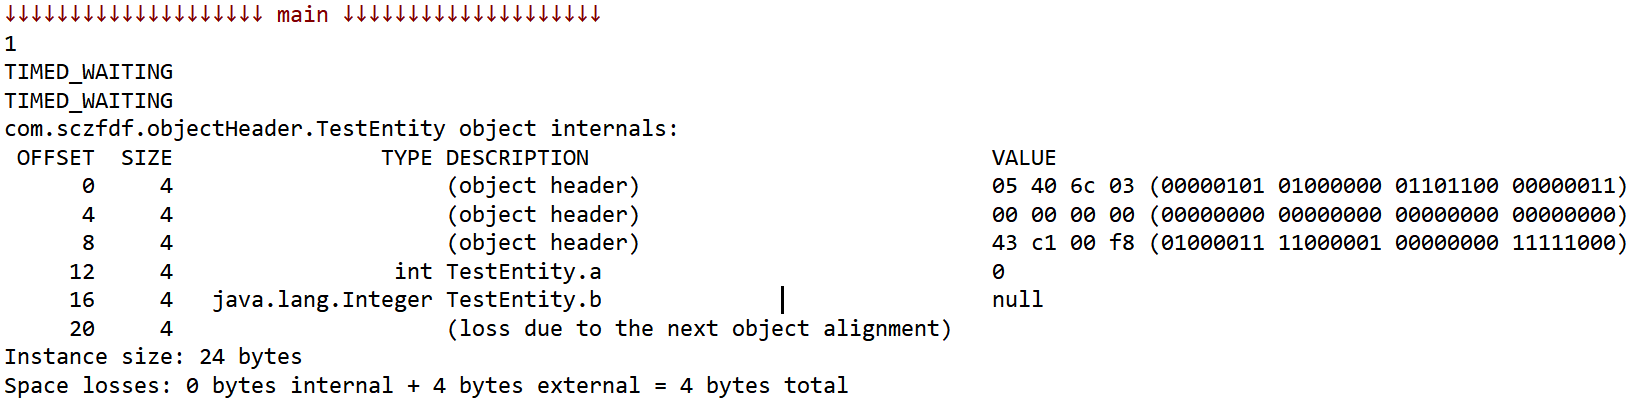 ↓↓↓↓↓↓↓↓↓↓↓↓↓↓↓↓↓↓↓↓ main ↓↓↓↓↓↓↓↓↓↓↓↓↓↓↓↓↓↓↓↓
1
TIMED_WAITING
TIMED_WAITING
com.sczfdf.objectHeader.TestEntity object internals:
 OFFSET  SIZE                TYPE DESCRIPTION                               VALUE
      0     4                     (object header)                           05 40 6c 03 (00000101 01000000 01101100 00000011)
      4     4                     (object header)                           00 00 00 00 (00000000 00000000 00000000 00000000)
      8     4                     (object header)                           43 c1 00 f8 (01000011 11000001 00000000 11111000)
     12     4                 int TestEntity.a                              0
     16     4   java.lang.Integer TestEntity.b                              null
     20     4                     (loss due to the next object alignment)
Instance size: 24 bytes
Space losses: 0 bytes internal + 4 bytes external = 4 bytes total